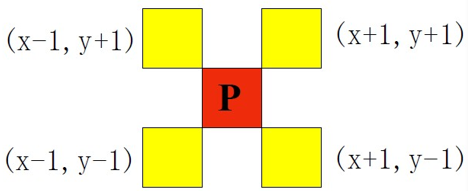 (x-1, y+1)
(x+1, y+1)
P
(x-1, y-1)
(x+1, y-1)